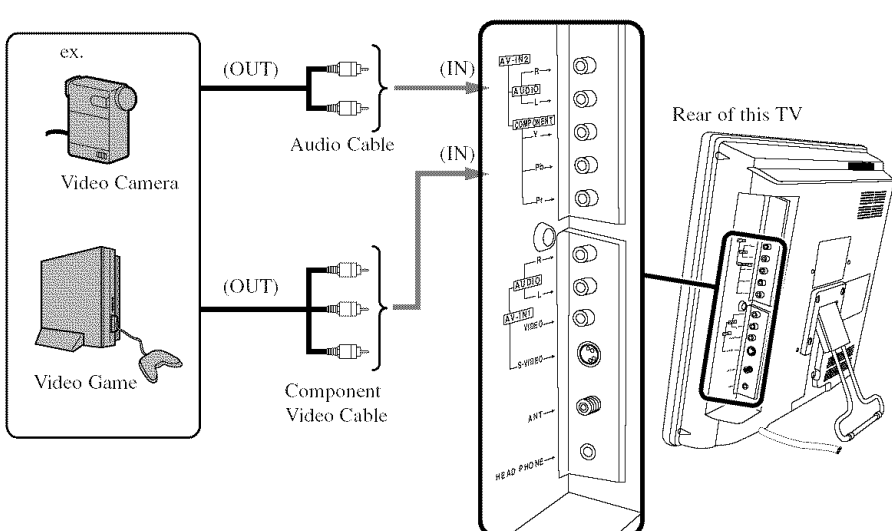 ex.
(OUT)
(IN)
Audio Cable
Video Camera
(IN)
(OUT)
Video Game
Component
Video Cable
AV-IN2
R
AUDIO
L
COMPONENT
Y
Pb
Pr
R
AUDIO
L
AV-IN1
VIDEO
S-VIDEO
ANT
HEAD PHONE
Rear of this TV